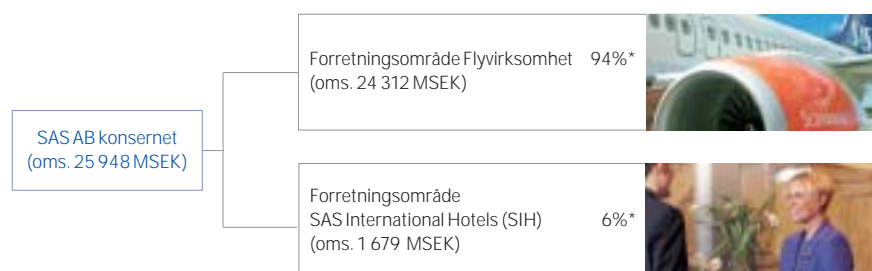 Forretningsområde Flyvirksomhet 94%*
(oms. 24 312 MSEK)
SAS AB konsernet
(oms. 25 948 MSEK)
Forretningsområde
SAS International Hotels (SIH) 6%*
(oms. 1 679 MSEK)